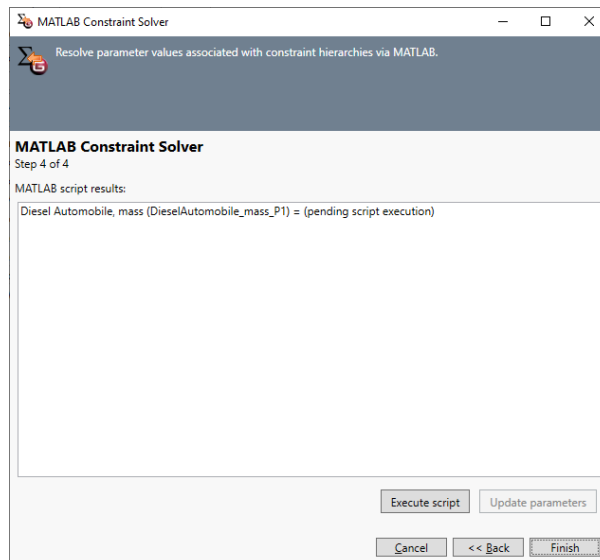 MATLAB Constraint Solver
Resolve parameter values associated with constraint hierarchies via MATLAB.
MATLAB Constraint Solver
Step 4 of 4
MATLAB script results:
Diesel Automobile, mass (DieselAutomobile_mass_P1) = (pending script execution)
Execute script
Update parameters
Cancel
<< Back
Finish